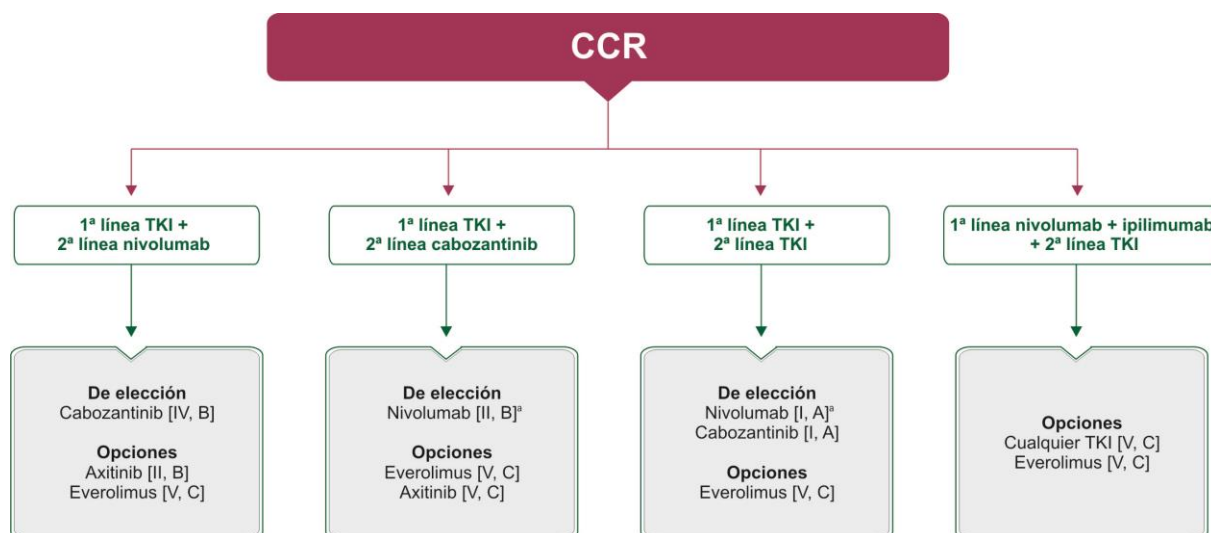 CCR
1ª línea TKI +
2ª línea nivolumab
1ª línea TKI +
2ª línea cabozantinib
1ª línea TKI +
2ª línea TKI
1ª línea nivolumab + ipilimumab
+ 2ª línea TKI
De elección
Cabozantinib [IV, B]
Opciones
Axitinib [II, B]
Everolimus [V, C]
De elección
Nivolumab [II, B]ª
Opciones
Everolimus [V, C]
Axitinib [V, C]
De elección
Nivolumab [I, A]ª
Cabozantinib [I, A]
Opciones
Everolimus [V, C]
Opciones
Cualquier TKI [V, C]
Everolimus [V, C]